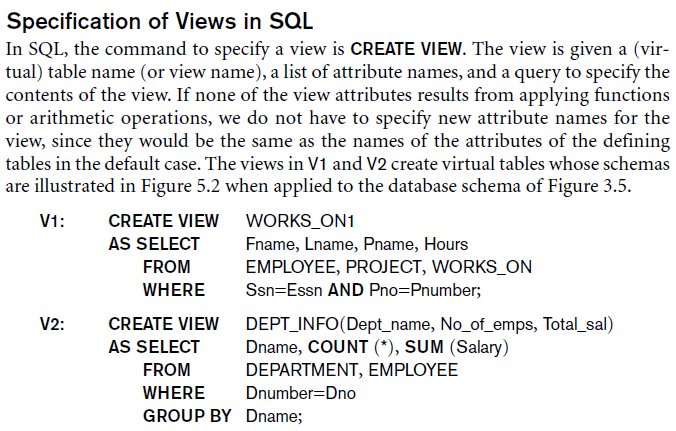 Specification of Views in SQL
In SQL, the command to specify a view is CREATE VIEW. The view is given a (vir-
tual) table name (or view name), a list of attribute names, and a query to specify the
contents of the view. If none of the view attributes results from applying functions
or arithmetic operations, we do not have to specify new attribute names for the
view, since they would be the same as the names of the attributes of the defining
tables in the default case. The views in V1 and V2 create virtual tables whose schemas
are illustrated in Figure 5.2 when applied to the database schema of Figure 3.5.
V1: CREATE VIEW WORKS_ON1
AS SELECT Fname, Lname, Pname, Hours
FROM EMPLOYEE, PROJECT, WORKS_ON
WHERE Ssn=Essn AND Pno=Pnumber;
V2: CREATE VIEW DEPT_INFO(Dept_name, No_of_emps, Total_sal)
AS SELECT Dname, COUNT (*), SUM (Salary)
FROM DEPARTMENT, EMPLOYEE
WHERE Dnumber=Dno
GROUP BY Dname;